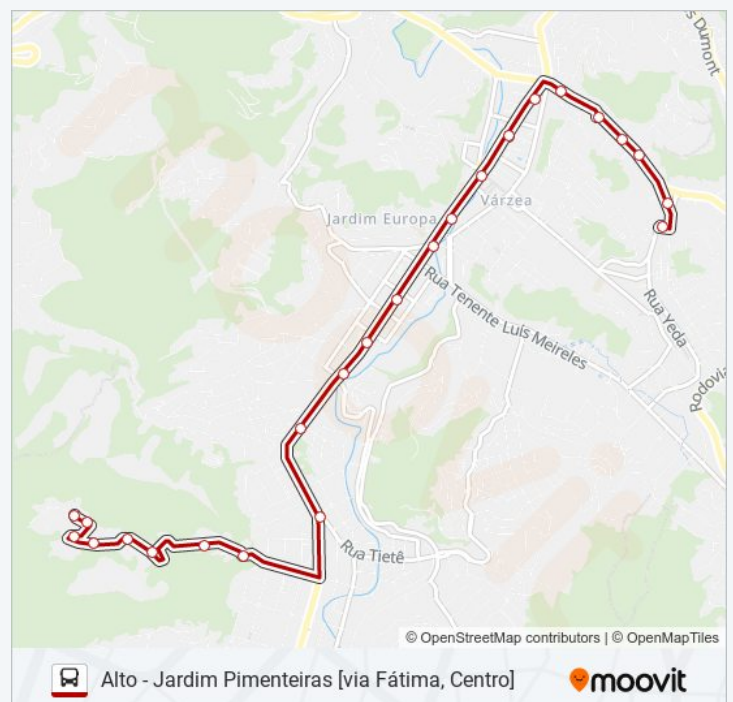 s Dumont
Várzea
Jardim Europa
Rua Tenente Luís Meireles
Rua Yeda
Rodovia
Rua Tietê
© OpenStreetMap contributors | © OpenMapTiles
Alto - Jardim Pimenteiras [via Fátima, Centro]
moovit